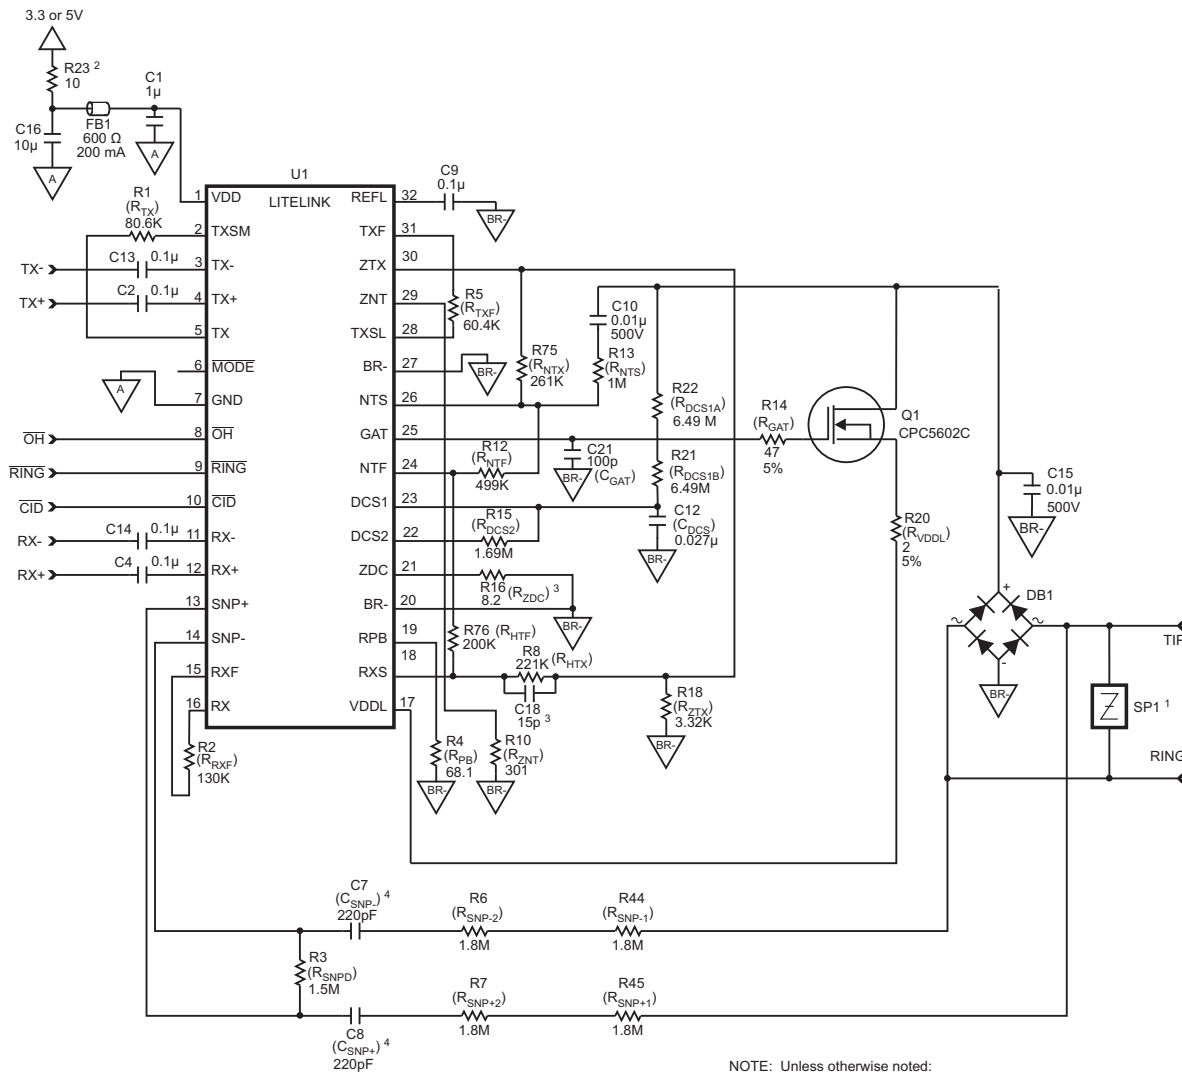 3.3 or 5V
R23 2
10
C1
1µ
C16
10µ
FB1
600 Ω
200 mA
A
A
U1
LITELINK
R1
(RTX)
80.6K
C9
0.1µ
BR-
1 VDD
2 TXSM
3 TX-
4 TX+
5 TX
6 MODE
7 GND
8 OH
9 RING
10 CID
11 RX-
12 RX+
13 SNP+
14 SNP-
15 RXF
16 RX
REFL 32
TXF 31
ZTX 30
ZNT 29
TXSL 28
BR- 27
NTS 26
GAT 25
NTF 24
DCS1 23
DCS2 22
ZDC 21
BR- 20
RPB 19
RXS 18
VDDL 17
TX-
C13 0.1µ
TX+
C2 0.1µ
A
OH
RING
CID
RX-
C14 0.1µ
RX+
C4 0.1µ
R2
(RRXF)
130K
R5
(RTXF)
60.4K
BR-
R75
(RNTX)
261K
C10
0.01µ
500V
R13
(RNTS)
1M
R22
(RDCS1A)
6.49 M
R14
(RGAT)
47
5%
Q1
CPC5602C
R12
(RNTF)
499K
C21
100p
(CGAT)
BR-
R21
(RDCS1B)
6.49M
R15
(RDCS2)
1.69M
C12
(CDCS)
0.027µ
BR-
C15
0.01µ
500V
BR-
R20
(RVDDL)
2
5%
R16 (RZDC) 3
8.2
BR-
R76 (RHTF)
200K
R8
221K (RHTX)
C18
15p 3
R18
(RZTX)
3.32K
BR-
R4
(RPB)
68.1
BR-
R10
(RZNT)
301
BR-
DB1
+
-
~
~
BR-
TIP
SP1 1
RING
C7
(CSNP-) 4
220pF
R6
(RSNP-2)
1.8M
R44
(RSNP-1)
1.8M
R3
(RSNPD)
1.5M
C8
(CSNP+) 4
220pF
R7
(RSNP+2)
1.8M
R45
(RSNP+1)
1.8M
NOTE: Unless otherwise noted: